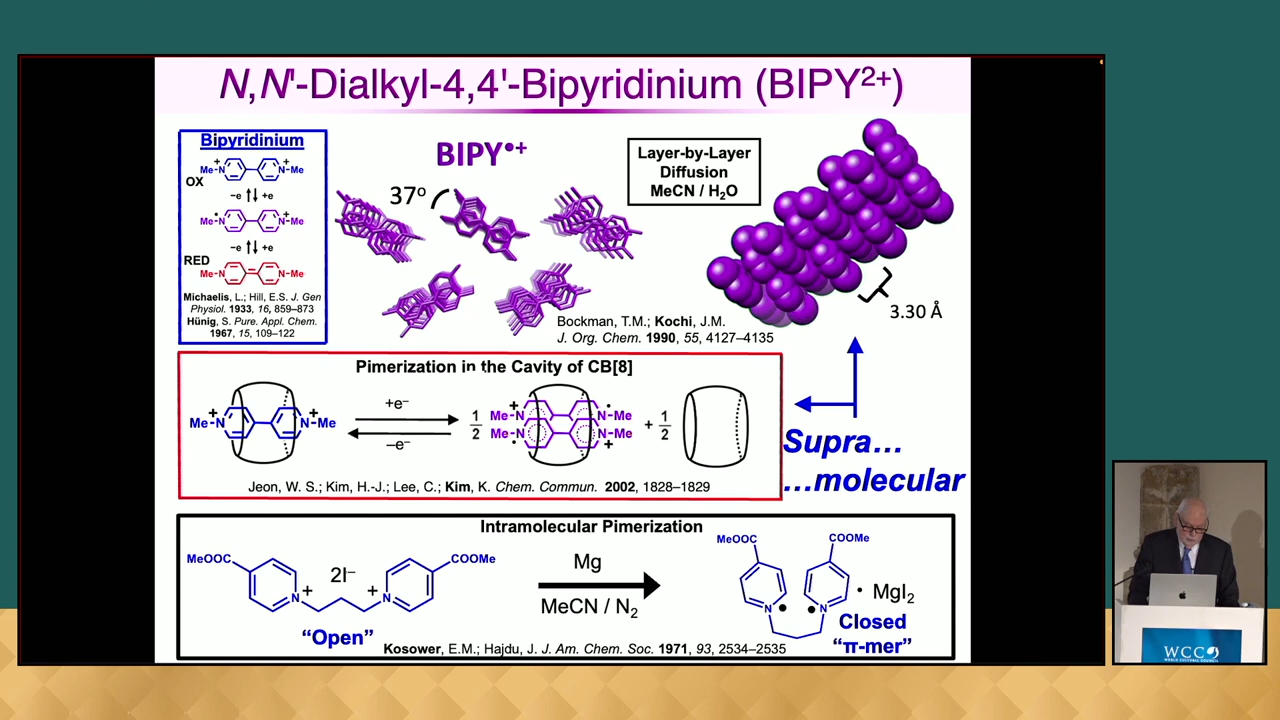 N,N'-Dialkyl-4,4'-Bipyridinium (BIPY²⁺)
Bipyridinium
Me–N⁺ N⁺–Me
OX
–e +e
Me–N• N⁺–Me
–e +e
RED
Me–N N–Me
Michaelis, L.; Hill, E.S. J. Gen
Physiol. 1933, 16, 859–873
Hünig, S. Pure. Appl. Chem.
1967, 15, 109–122
BIPY•⁺
37º
Layer-by-Layer
Diffusion
MeCN / H₂O
3.30 Å
Bockman, T.M.; Kochi, J.M.
J. Org. Chem. 1990, 55, 4127–4135
Pimerization in the Cavity of CB[8]
Me–N⁺ N⁺–Me
+e⁻
–e⁻
1/2
Me–N⁺ N•–Me
Me–N• N⁺–Me
+ 1/2
Jeon, W. S.; Kim, H.-J.; Lee, C.; Kim, K. Chem. Commun. 2002, 1828–1829
Supra...
...molecular
Intramolecular Pimerization
MeOOC COOMe
2I⁻
N⁺ ⁺N
"Open"
Mg
MeCN / N₂
MeOOC COOMe
N• •N
· MgI₂
Closed
"π-mer"
Kosower, E.M.; Hajdu, J. J. Am. Chem. Soc. 1971, 93, 2534–2535
WCC
WORLD CULTURAL COUNCIL